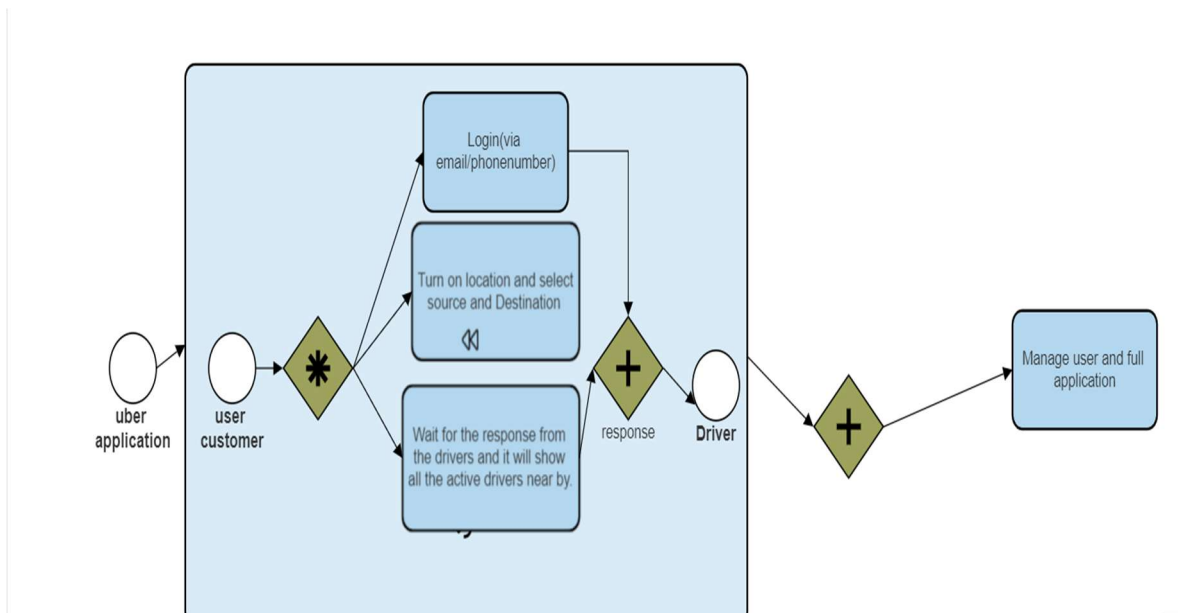 Login(via
email/phonenumber)
Turn on location and select
source and Destination
uber
application
user
customer
Wait for the response from
the drivers and it will show
all the active drivers near by.
response
Driver
Manage user and full
application